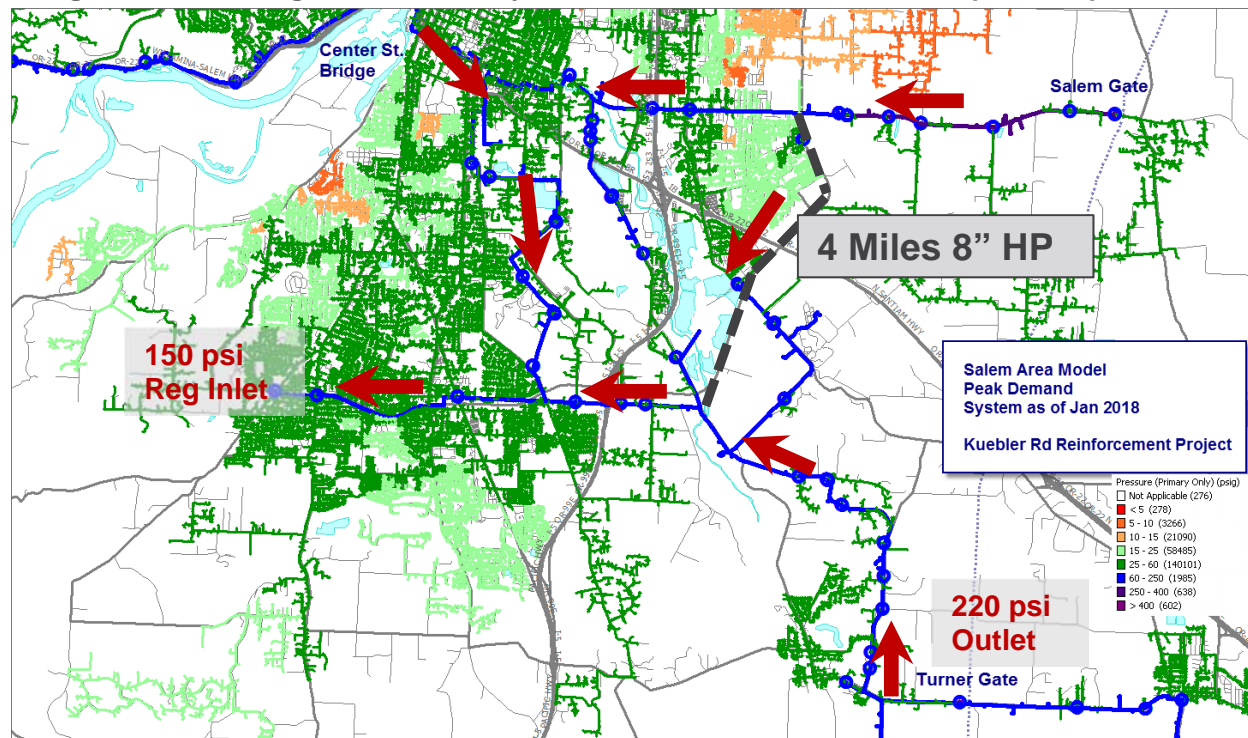 Center St.
Bridge
Salem Gate
4 Miles 8” HP
150 psi
Reg Inlet
Salem Area Model
Peak Demand
System as of Jan 2018
Kuebler Rd Reinforcement Project
Pressure (Primary Only) (psig)
Not Applicable (276)
< 5 (278)
5 - 10 (3266)
10 - 15 (21090)
15 - 25 (58485)
25 - 60 (140101)
60 - 250 (1985)
250 - 400 (638)
> 400 (602)
220 psi
Outlet
Turner Gate
N SANTIAM HWY